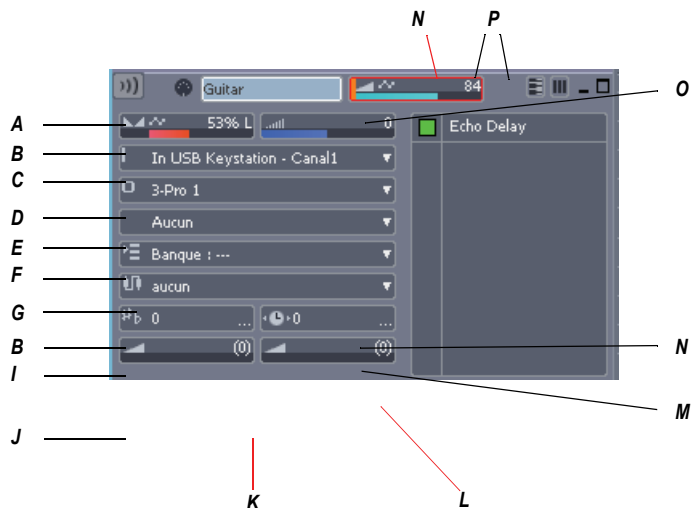 N P
Guitar 84
O
A 53% L 0 Echo Delay
B In USB Keystation - Canal1
C 3-Pro 1
D Aucun
E Banque : ---
F aucun
G 0 ... 0 ...
B (0) (0) N
I
M
J
K L